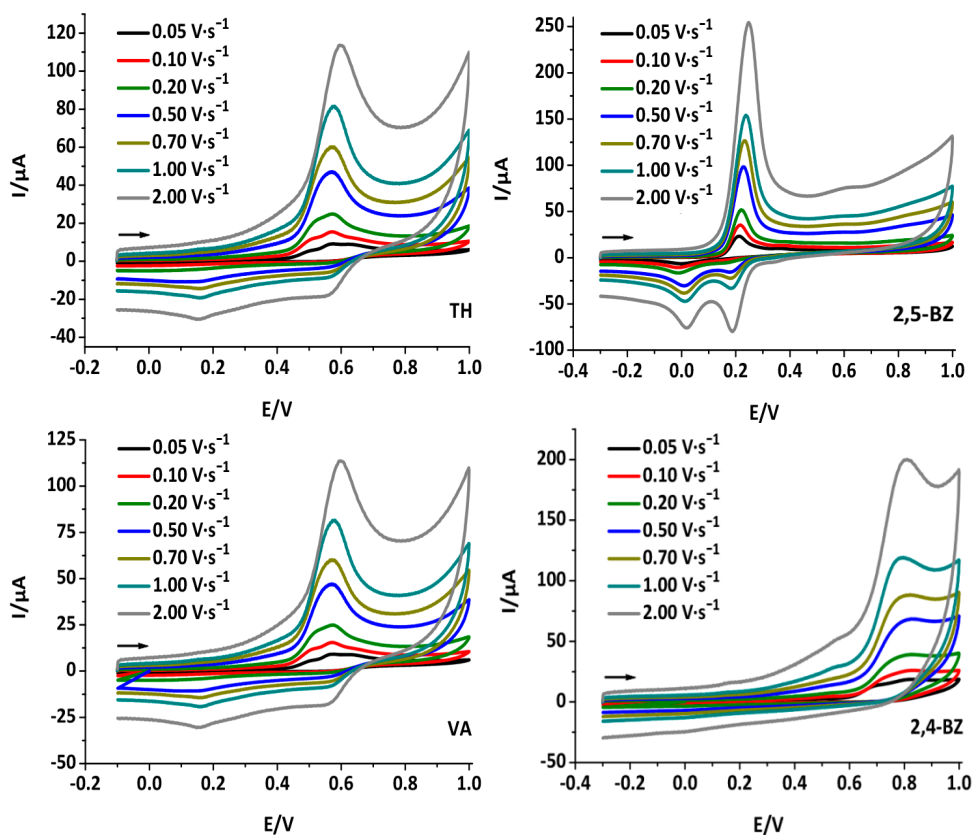 120
100
80
60
40
20
0
-20
-40
I/μA
0.05 V·s⁻¹
0.10 V·s⁻¹
0.20 V·s⁻¹
0.50 V·s⁻¹
0.70 V·s⁻¹
1.00 V·s⁻¹
2.00 V·s⁻¹
TH
-0.2 0.0 0.2 0.4 0.6 0.8 1.0
E/V
250
200
150
100
50
0
-50
-100
I/μA
0.05 V·s⁻¹
0.10 V·s⁻¹
0.20 V·s⁻¹
0.50 V·s⁻¹
0.70 V·s⁻¹
1.00 V·s⁻¹
2.00 V·s⁻¹
2,5-BZ
-0.4 -0.2 0.0 0.2 0.4 0.6 0.8 1.0
E/V
125
100
75
50
25
0
-25
-50
I/μA
0.05 V·s⁻¹
0.10 V·s⁻¹
0.20 V·s⁻¹
0.50 V·s⁻¹
0.70 V·s⁻¹
1.00 V·s⁻¹
2.00 V·s⁻¹
VA
-0.2 0.0 0.2 0.4 0.6 0.8 1.0
E/V
200
150
100
50
0
-50
I/μA
0.05 V·s⁻¹
0.10 V·s⁻¹
0.20 V·s⁻¹
0.50 V·s⁻¹
0.70 V·s⁻¹
1.00 V·s⁻¹
2.00 V·s⁻¹
2,4-BZ
-0.4 -0.2 0.0 0.2 0.4 0.6 0.8 1.0
E/V